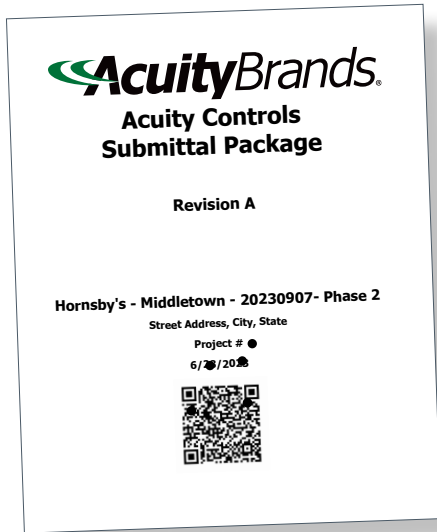 AcuityBrands.
Acuity Controls
Submittal Package
Revision A
Hornsby's - Middletown - 20230907- Phase 2
Street Address, City, State
Project #